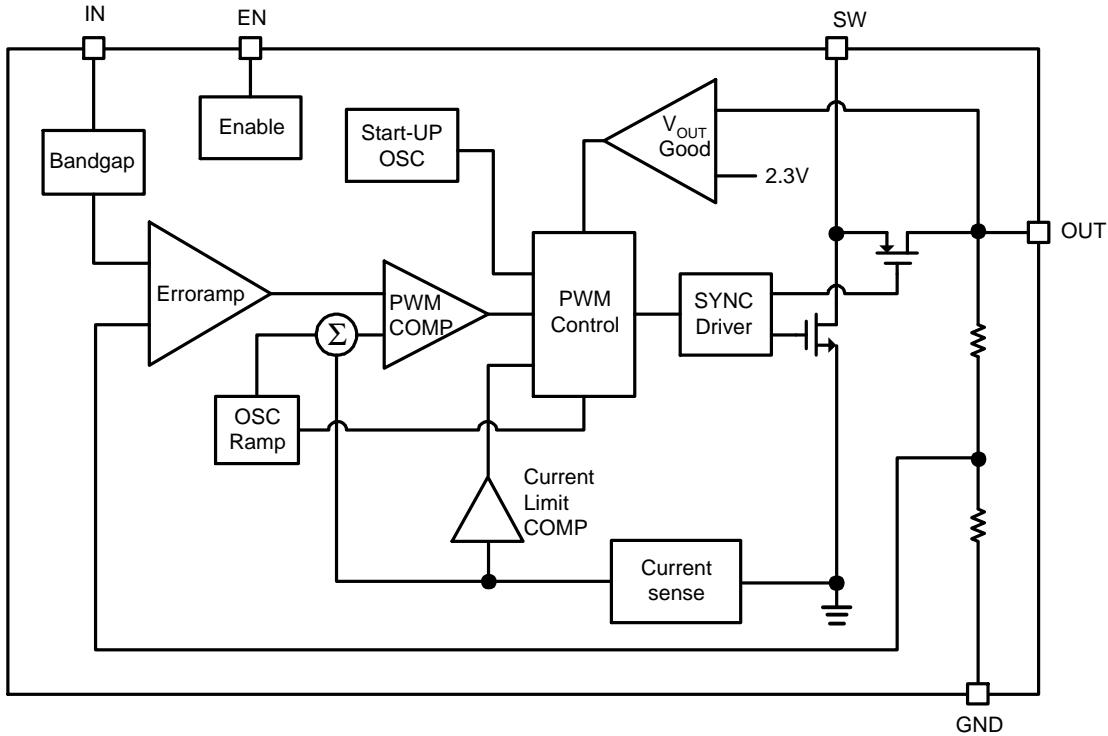 IN
EN
SW
Enable
Start-UP
OSC
V_OUT
Good
Bandgap
2.3V
OUT
Erroramp
PWM
COMP
PWM
Control
SYNC
Driver
Σ
OSC
Ramp
Current
Limit
COMP
Current
sense
GND